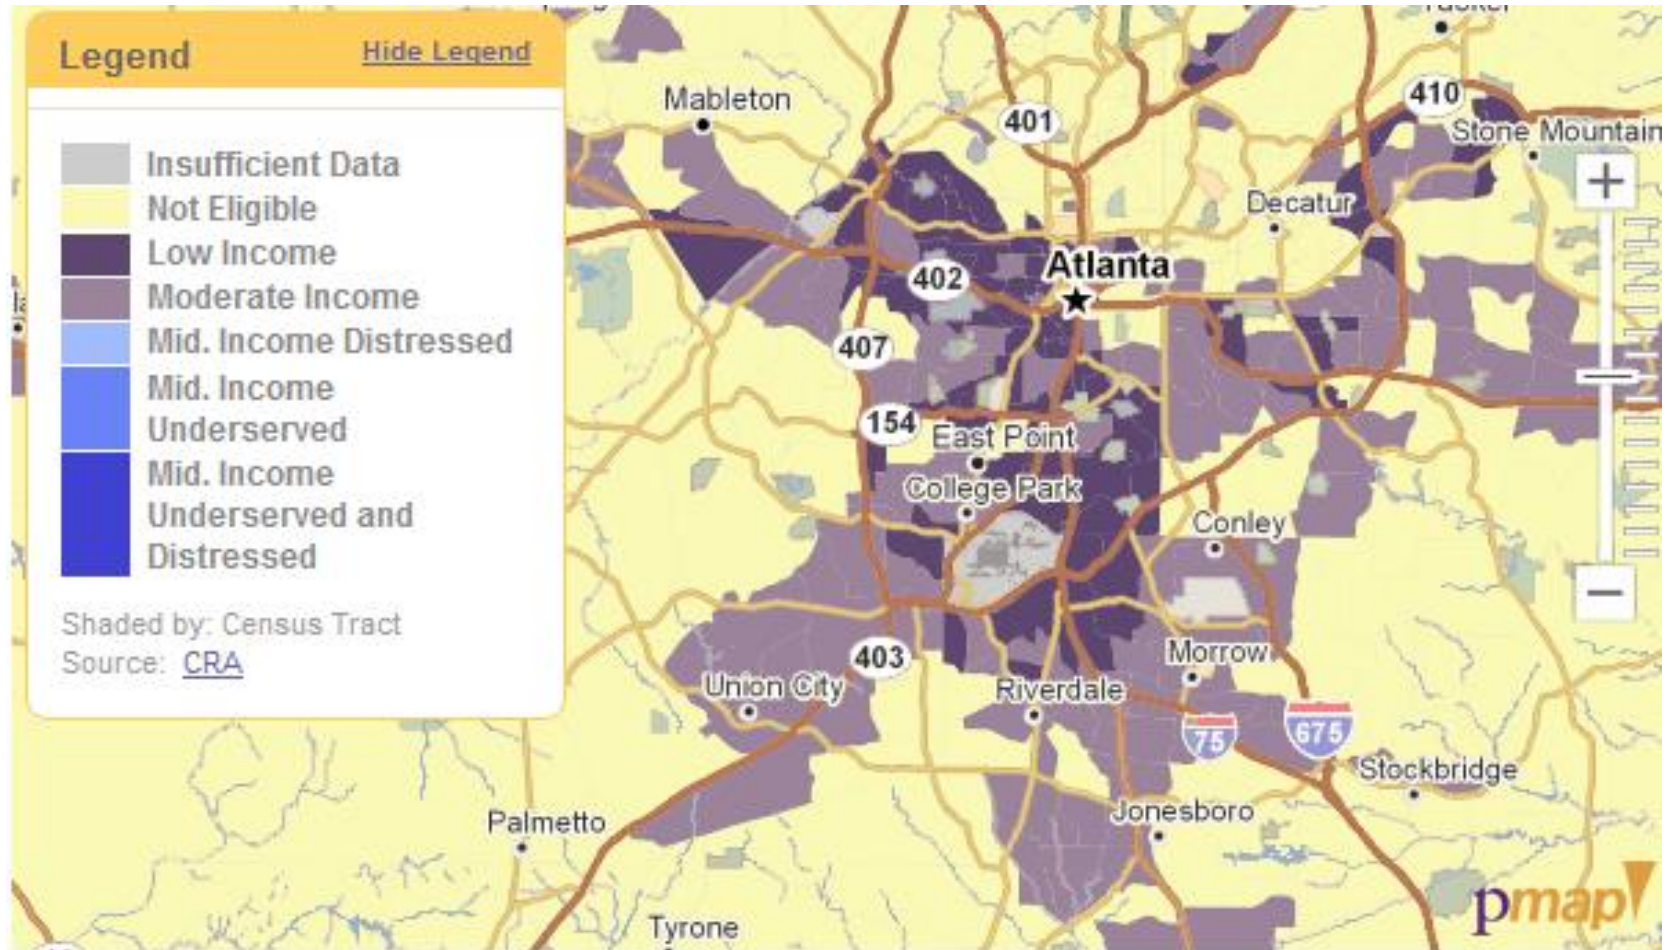 Legend
Hide Legend
Insufficient Data
Not Eligible
Low Income
Moderate Income
Mid. Income Distressed
Mid. Income
Underserved
Mid. Income
Underserved and
Distressed
Shaded by: Census Tract
Source: CRA
Tucker
Mableton
401
410
Stone Mountain
Decatur
Atlanta
402
407
154
East Point
College Park
Conley
403
Morrow
Union City
Riverdale
75
675
Stockbridge
Jonesboro
Palmetto
Tyrone
pmap